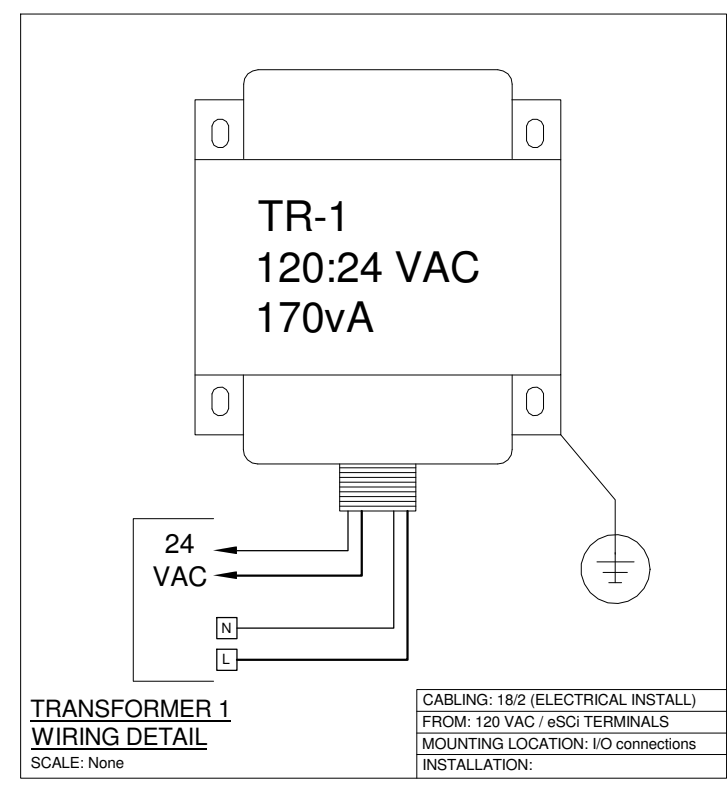 TR-1
120:24 VAC
170vA
24
VAC
N
L
TRANSFORMER 1
WIRING DETAIL
SCALE: None
CABLING: 18/2 (ELECTRICAL INSTALL)
FROM: 120 VAC / eSCi TERMINALS
MOUNTING LOCATION: I/O connections
INSTALLATION: